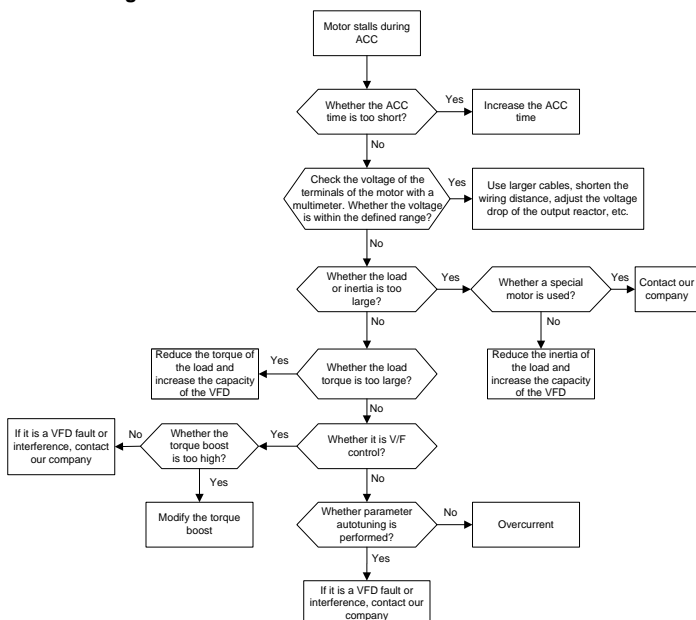 Motor stalls during
ACC
Whether the ACC
time is too short?
Yes
Increase the ACC
time
No
Check the voltage of the
terminals of the motor with a
multimeter. Whether the voltage
is within the defined range?
Yes
Use larger cables, shorten the
wiring distance, adjust the voltage
drop of the output reactor, etc.
No
Whether the load
or inertia is too
large?
Yes
Whether a special
motor is used?
Yes
Contact our
company
No
No
Reduce the torque of
the load and
increase the capacity
of the VFD
Yes
Whether the load
torque is too large?
Reduce the inertia of
the load and
increase the capacity
of the VFD
No
If it is a VFD fault or
interference, contact
our company
No
Whether the
torque boost
is too high?
Yes
Whether it is V/F
control?
Yes
No
Modify the torque
boost
Whether parameter
autotuning is
performed?
No
Overcurrent
Yes
If it is a VFD fault or
interference, contact our
company